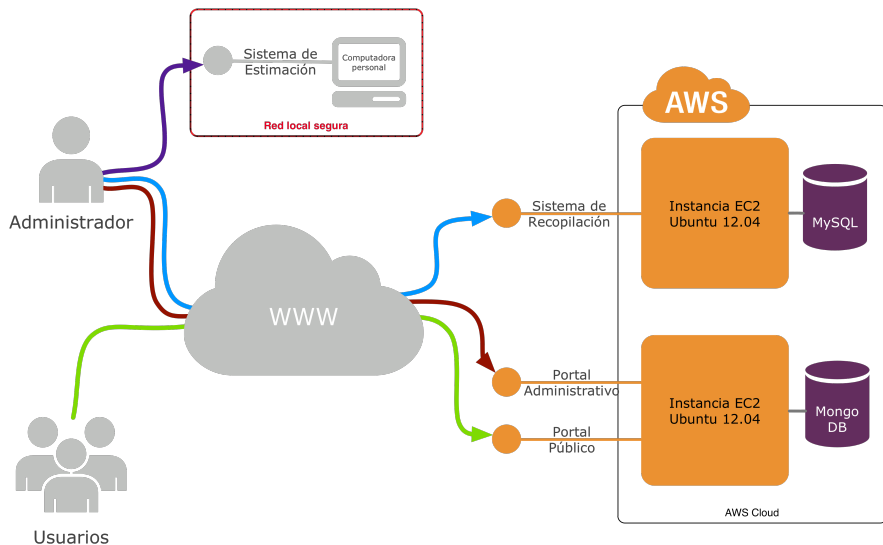 Sistema de
Estimación
Computadora
personal
Red local segura
Administrador
AWS
Sistema de
Recopilación
Instancia EC2
Ubuntu 12.04
MySQL
WWW
Portal
Administrativo
Instancia EC2
Ubuntu 12.04
Mongo
DB
Portal
Público
AWS Cloud
Usuarios